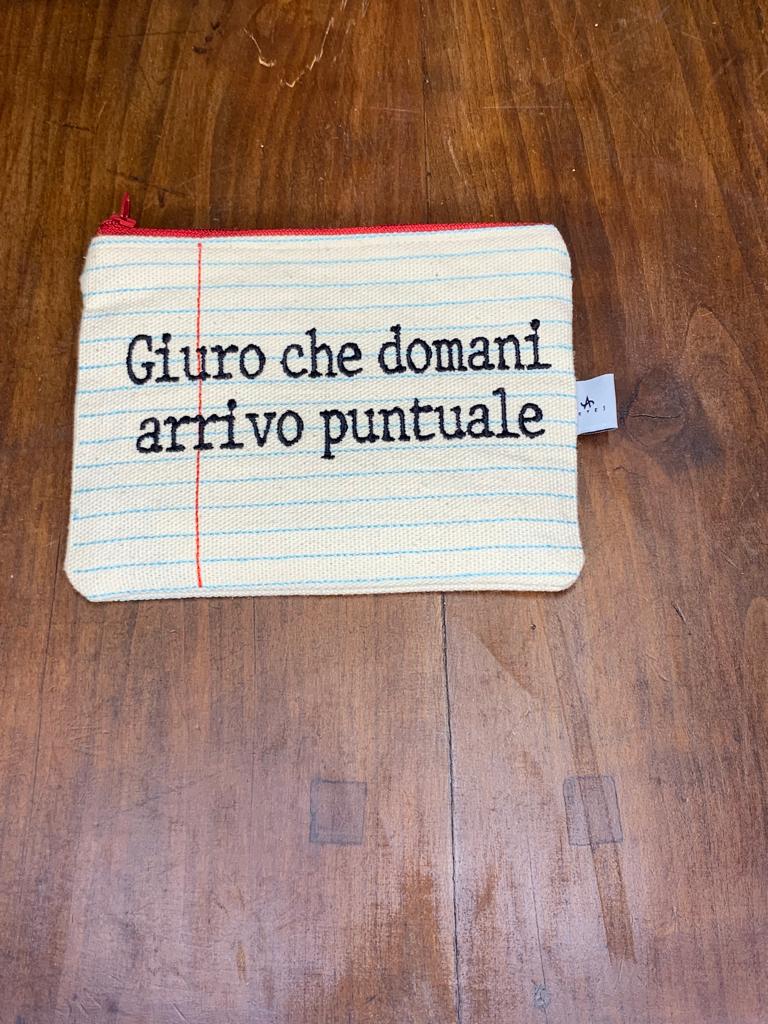 Giuro che domani
arrivo puntuale